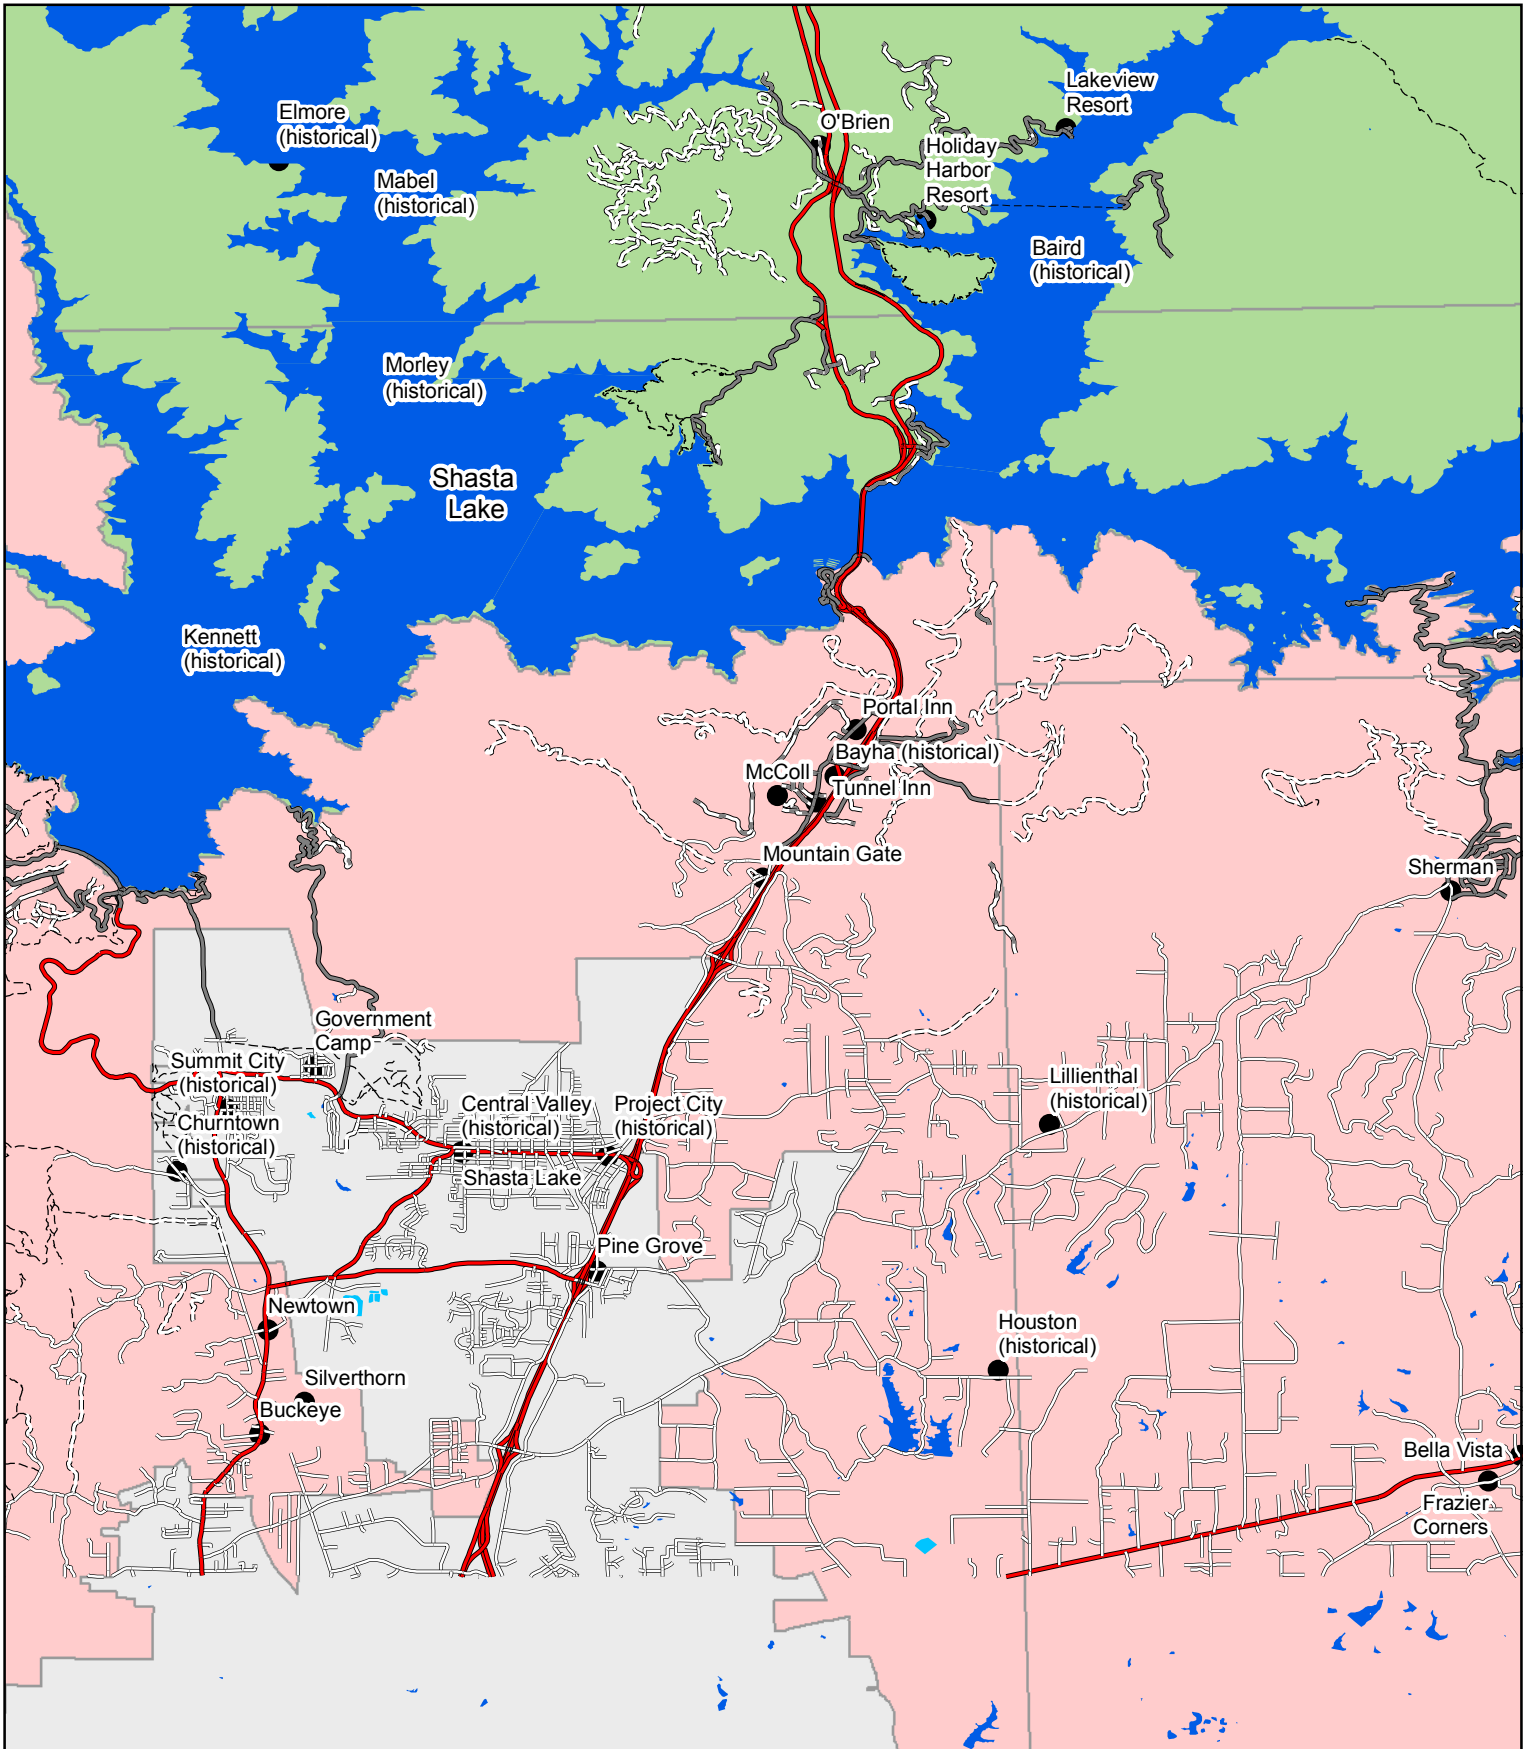 Lakeview
Resort
Elmore
(historical)
O'Brien
Holiday
Harbor
Resort
Mabel
(historical)
Baird
(historical)
Morley
(historical)
Shasta
Lake
Kennett
(historical)
Portal Inn
Bayha (historical)
McColl
Tunnel Inn
Mountain Gate
Sherman
Government
Camp
Summit City
(historical)
Lillienthal
(historical)
Central Valley
(historical)
Project City
(historical)
Churntown
(historical)
Shasta Lake
Pine Grove
Newtown
Houston
(historical)
Silverthorn
Buckeye
Bella Vista
Frazier
Corners